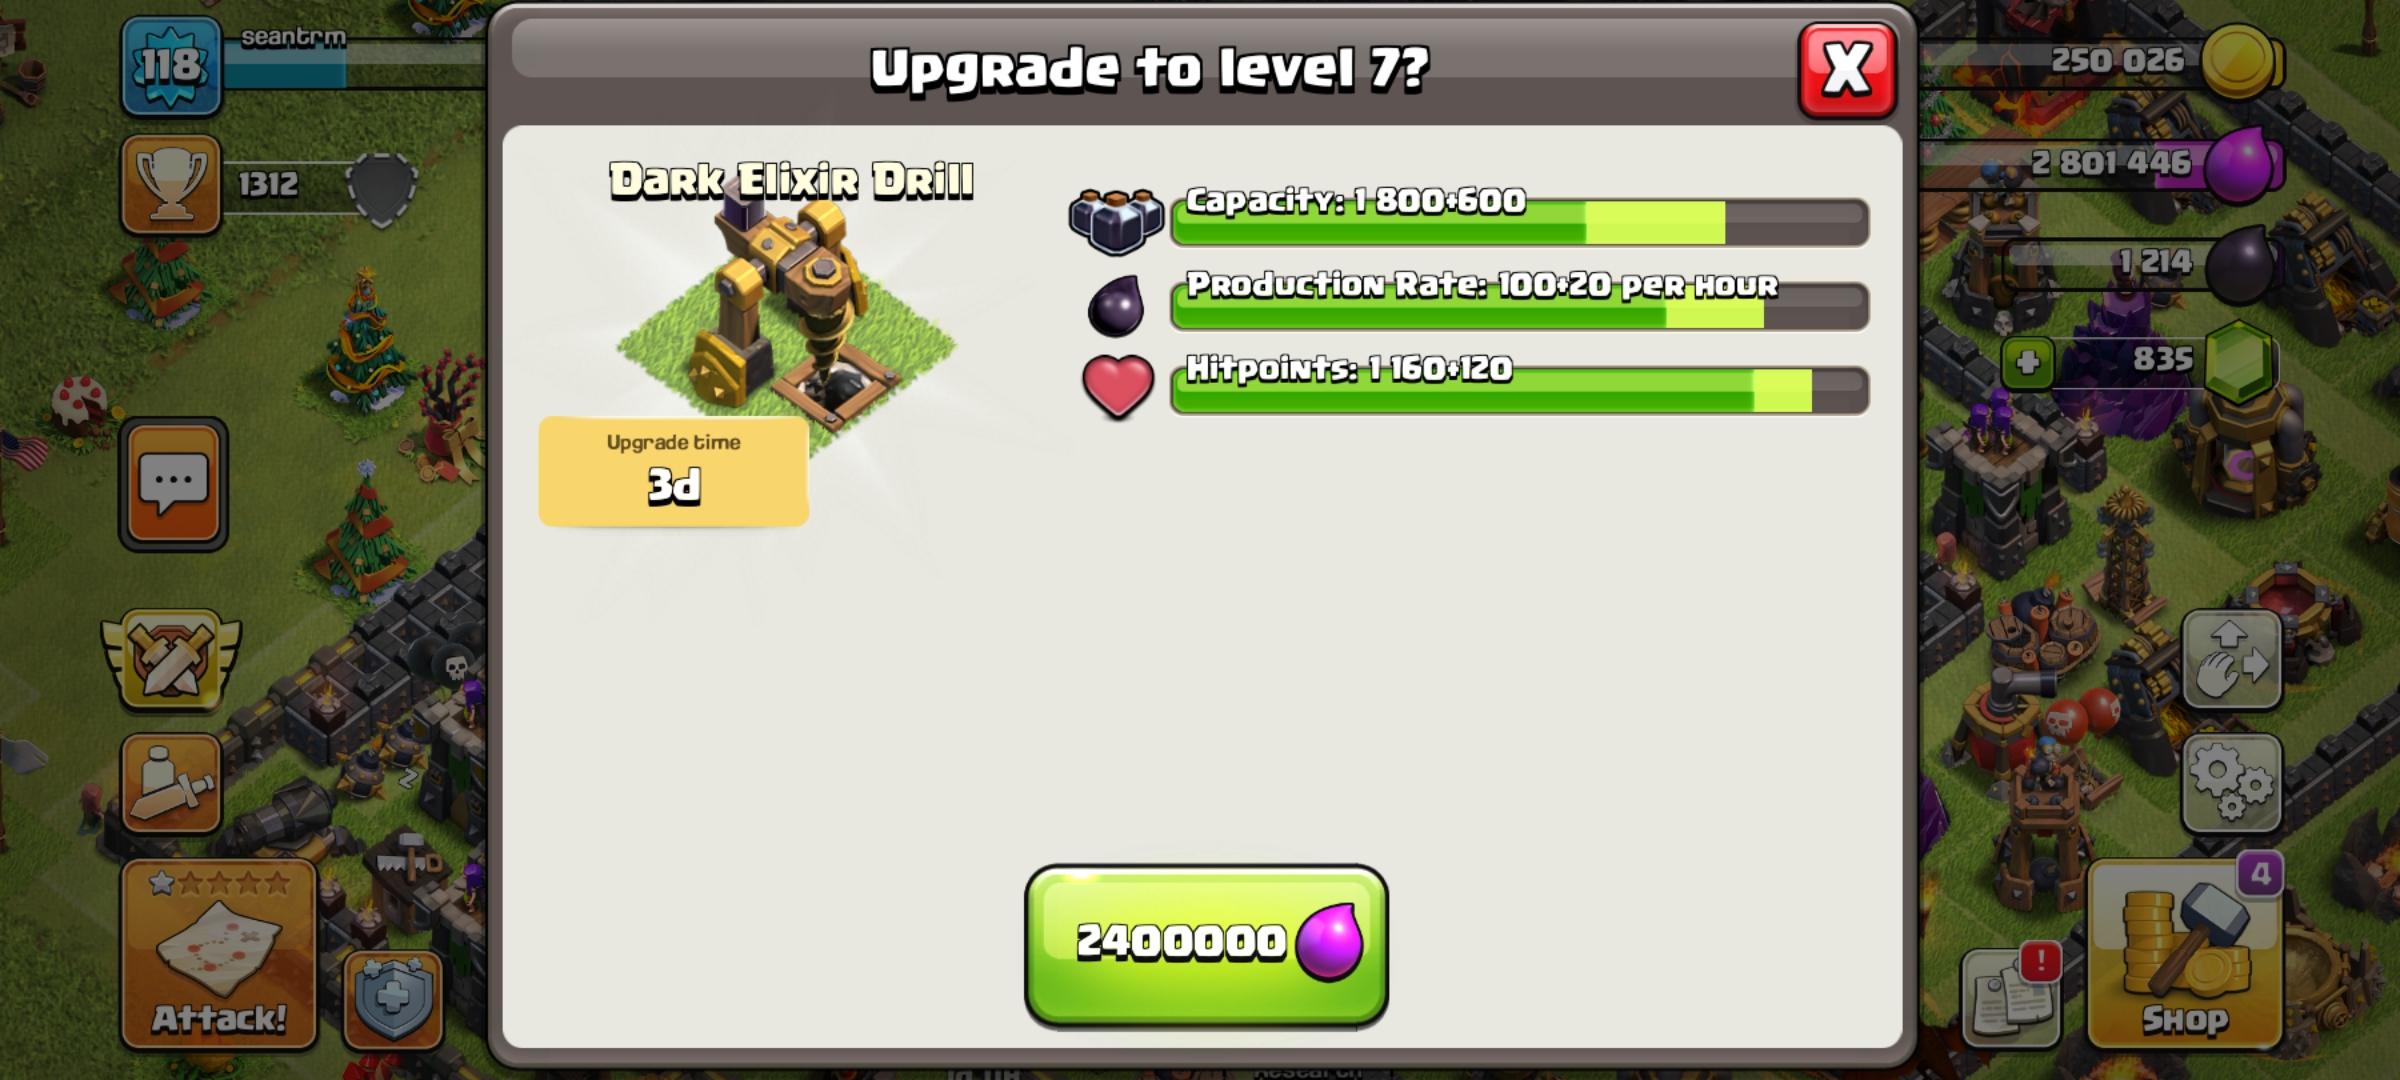 118
seantrm
1312
Upgrade to level 7?
X
250 026
2 801 446
1 214
835
Dark Elixir Drill
Capacity: 1 800+600
Production Rate: 100+20 per Hour
Hitpoints: 1 160+120
Upgrade time
3d
2400000
Attack!
4
!
Shop